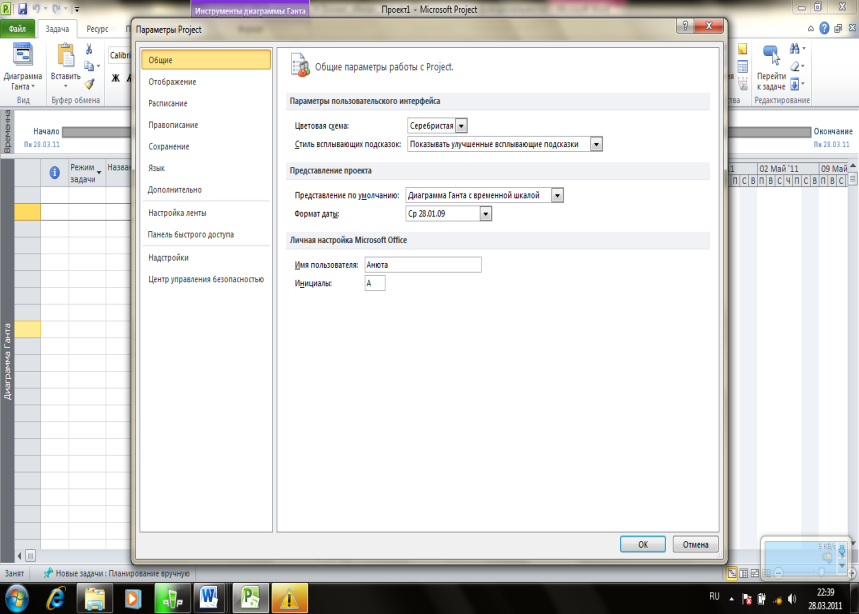 Инструменты диаграммы Ганта
Проект1 - Microsoft Project
Файл
Задача
Ресурс
Диаграмма
Ганта
Вид
Вставить
Буфер обмена
Calibri
Ж К
Перейти
к задаче
Редактирование
Параметры Project
Общие
Отображение
Расписание
Правописание
Сохранение
Язык
Дополнительно
Настройка ленты
Панель быстрого доступа
Надстройки
Центр управления безопасностью
Общие параметры работы с Project.
Параметры пользовательского интерфейса
Цветовая схема: Серебристая
Стиль всплывающих подсказок: Показывать улучшенные всплывающие подсказки
Представление проекта
Представление по умолчанию: Диаграмма Ганта с временной шкалой
Формат даты: Ср 28.01.09
Личная настройка Microsoft Office
Имя пользователя: Анюта
Инициалы: А
ОК
Отмена
Временна
Начало
Пн 28.03.11
Окончание
Пн 28.03.11
Режим
задачи
Назва
02 Май '11
09 Май
П С В П В С Ч П С В П В С
Диаграмма Ганта
Занят
Новые задачи : Планирование вручную
RU
22:39
28.03.2011